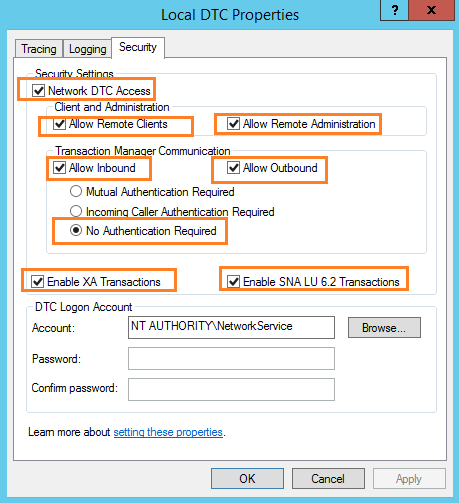 Local DTC Properties
? x
Tracing Logging Security
Security Settings
Network DTC Access
Client and Administration
Allow Remote Clients Allow Remote Administration
Transaction Manager Communication
Allow Inbound Allow Outbound
Mutual Authentication Required
Incoming Caller Authentication Required
No Authentication Required
Enable XA Transactions Enable SNA LU 6.2 Transactions
DTC Logon Account
Account: NT AUTHORITY\NetworkService Browse...
Password:
Confirm password:
Learn more about setting these properties.
OK Cancel Apply